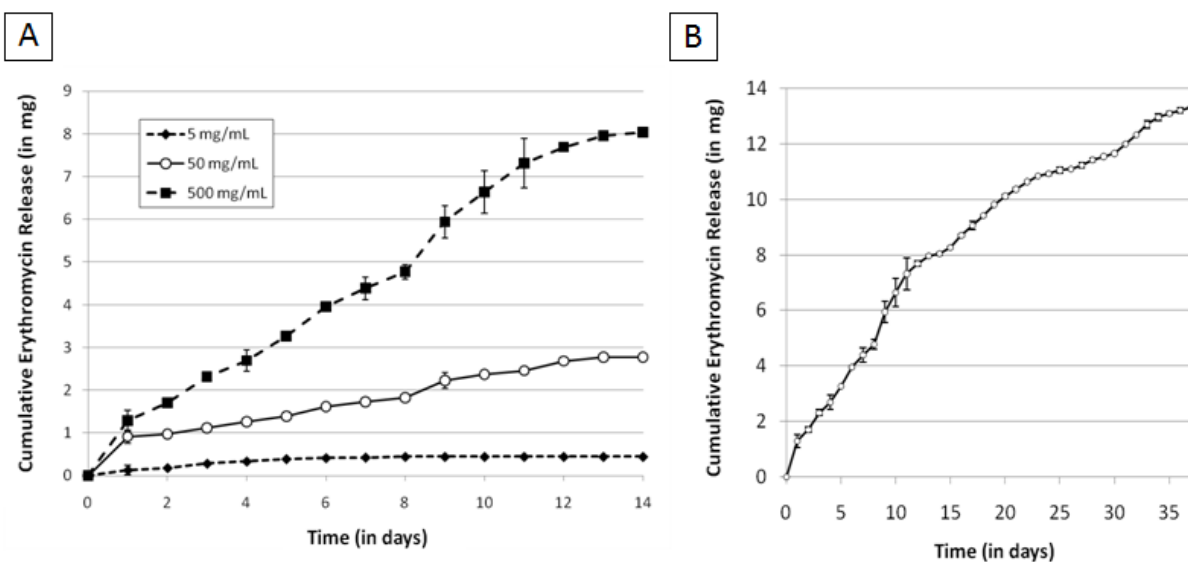 A
Cumulative Erythromycin Release (in mg)
9
8
7
6
5
4
3
2
1
0
5 mg/mL
50 mg/mL
500 mg/mL
0 2 4 6 8 10 12 14
Time (in days)
B
Cumulative Erythromycin Release (in mg)
14
12
10
8
6
4
2
0
0 5 10 15 20 25 30 35
Time (in days)